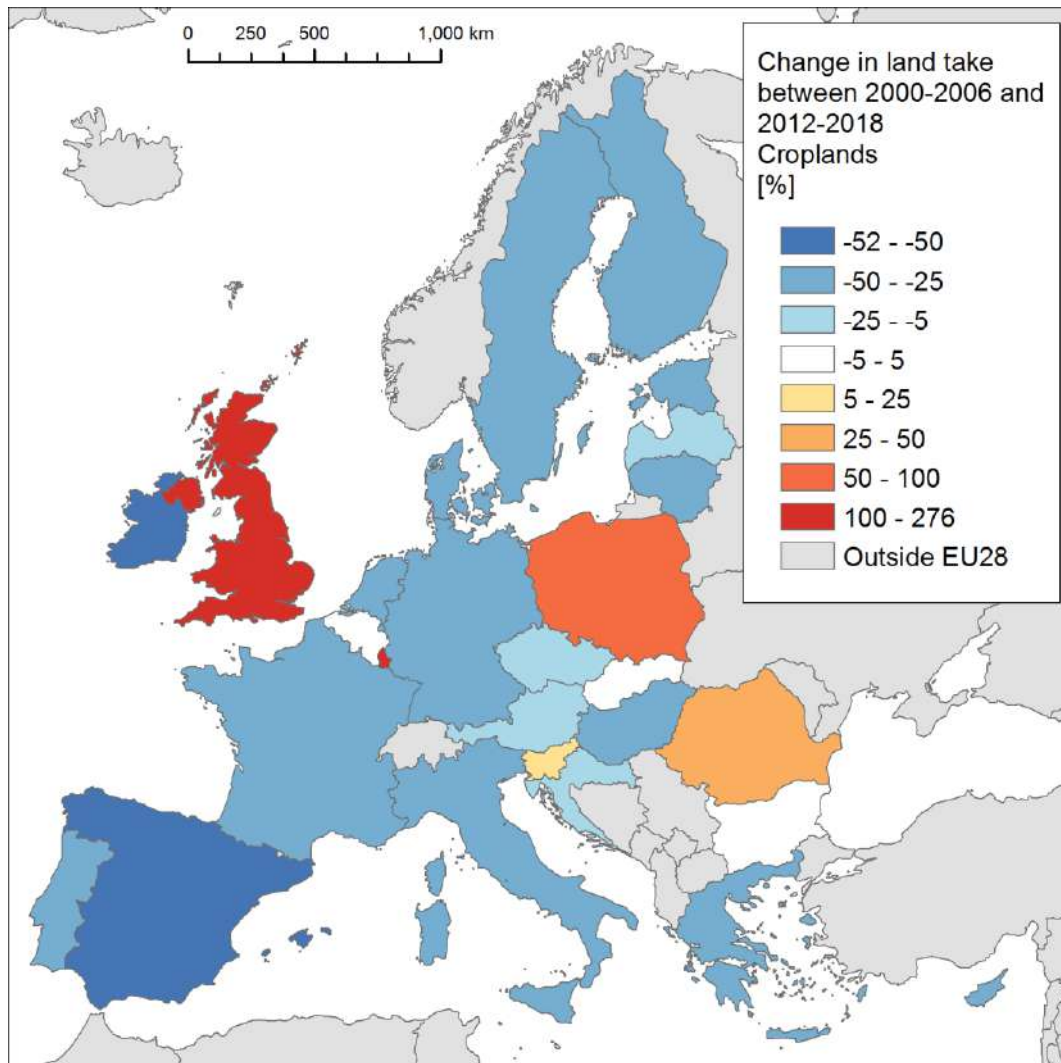 0 250 500 1,000 km
Change in land take
between 2000-2006 and
2012-2018
Croplands
[%]
-52 - -50
-50 - -25
-25 - -5
-5 - 5
5 - 25
25 - 50
50 - 100
100 - 276
Outside EU28